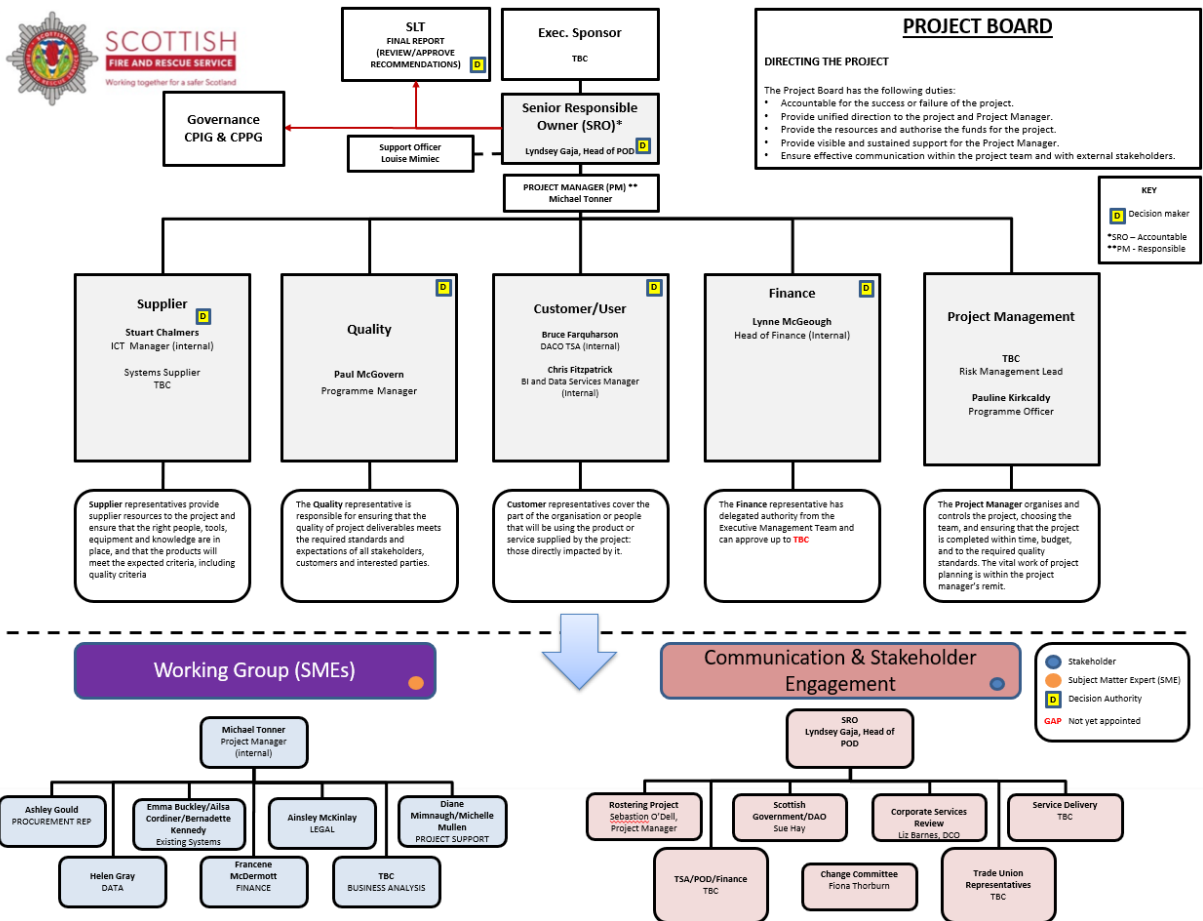 SCOTTISH
FIRE AND RESCUE SERVICE
Working together for a safer Scotland
SLT
FINAL REPORT
(REVIEW/APPROVE
RECOMMENDATIONS)
D
Exec. Sponsor
TBC
PROJECT BOARD
DIRECTING THE PROJECT
The Project Board has the following duties:
• Accountable for the success or failure of the project.
• Provide unified direction to the project and Project Manager.
• Provide the resources and authorise the funds for the project.
• Provide visible and sustained support for the Project Manager.
• Ensure effective communication within the project team and with external stakeholders.
Governance
CPIG & CPPG
Senior Responsible
Owner (SRO)*
Lyndsey Gaja, Head of POD
D
Support Officer
Louise Mimiec
PROJECT MANAGER (PM) **
Michael Tonner
KEY
D Decision maker
*SRO – Accountable
**PM - Responsible
Supplier
D
Stuart Chalmers
ICT Manager (internal)
Systems Supplier
TBC
D
Quality
Paul McGovern
Programme Manager
D
Customer/User
Bruce Farquharson
DACO TSA (Internal)
Chris Fitzpatrick
BI and Data Services Manager
(Internal)
D
Finance
Lynne McGeough
Head of Finance (Internal)
Project Management
TBC
Risk Management Lead
Pauline Kirkcaldy
Programme Officer
Supplier representatives provide
supplier resources to the project and
ensure that the right people, tools,
equipment and knowledge are in
place, and that the products will
meet the expected criteria, including
quality criteria
The Quality representative is
responsible for ensuring that the
quality of project deliverables meets
the required standards and
expectations of all stakeholders,
customers and interested parties.
Customer representatives cover the
part of the organisation or people
that will be using the product or
service supplied by the project:
those directly impacted by it.
The Finance representative has
delegated authority from the
Executive Management Team and
can approve up to TBC
The Project Manager organises and
controls the project, choosing the
team, and ensuring that the project
is completed within time, budget,
and to the required quality
standards. The vital work of project
planning is within the project
manager's remit.
Working Group (SMEs)
Communication & Stakeholder
Engagement
Stakeholder
Subject Matter Expert (SME)
D Decision Authority
GAP Not yet appointed
Michael Tonner
Project Manager
(internal)
Ashley Gould
PROCUREMENT REP
Emma Buckley/Ailsa
Cordiner/Bernadette
Kennedy
Existing Systems
Ainsley McKinlay
LEGAL
Diane
Mimnaugh/Michelle
Mullen
PROJECT SUPPORT
Helen Gray
DATA
Francene
McDermott
FINANCE
TBC
BUSINESS ANALYSIS
SRO
Lyndsey Gaja, Head of
POD
Rostering Project
Sebastion O'Dell,
Project Manager
Scottish
Government/DAO
Sue Hay
Corporate Services
Review
Liz Barnes, DCO
Service Delivery
TBC
TSA/POD/Finance
TBC
Change Committee
Fiona Thorburn
Trade Union
Representatives
TBC